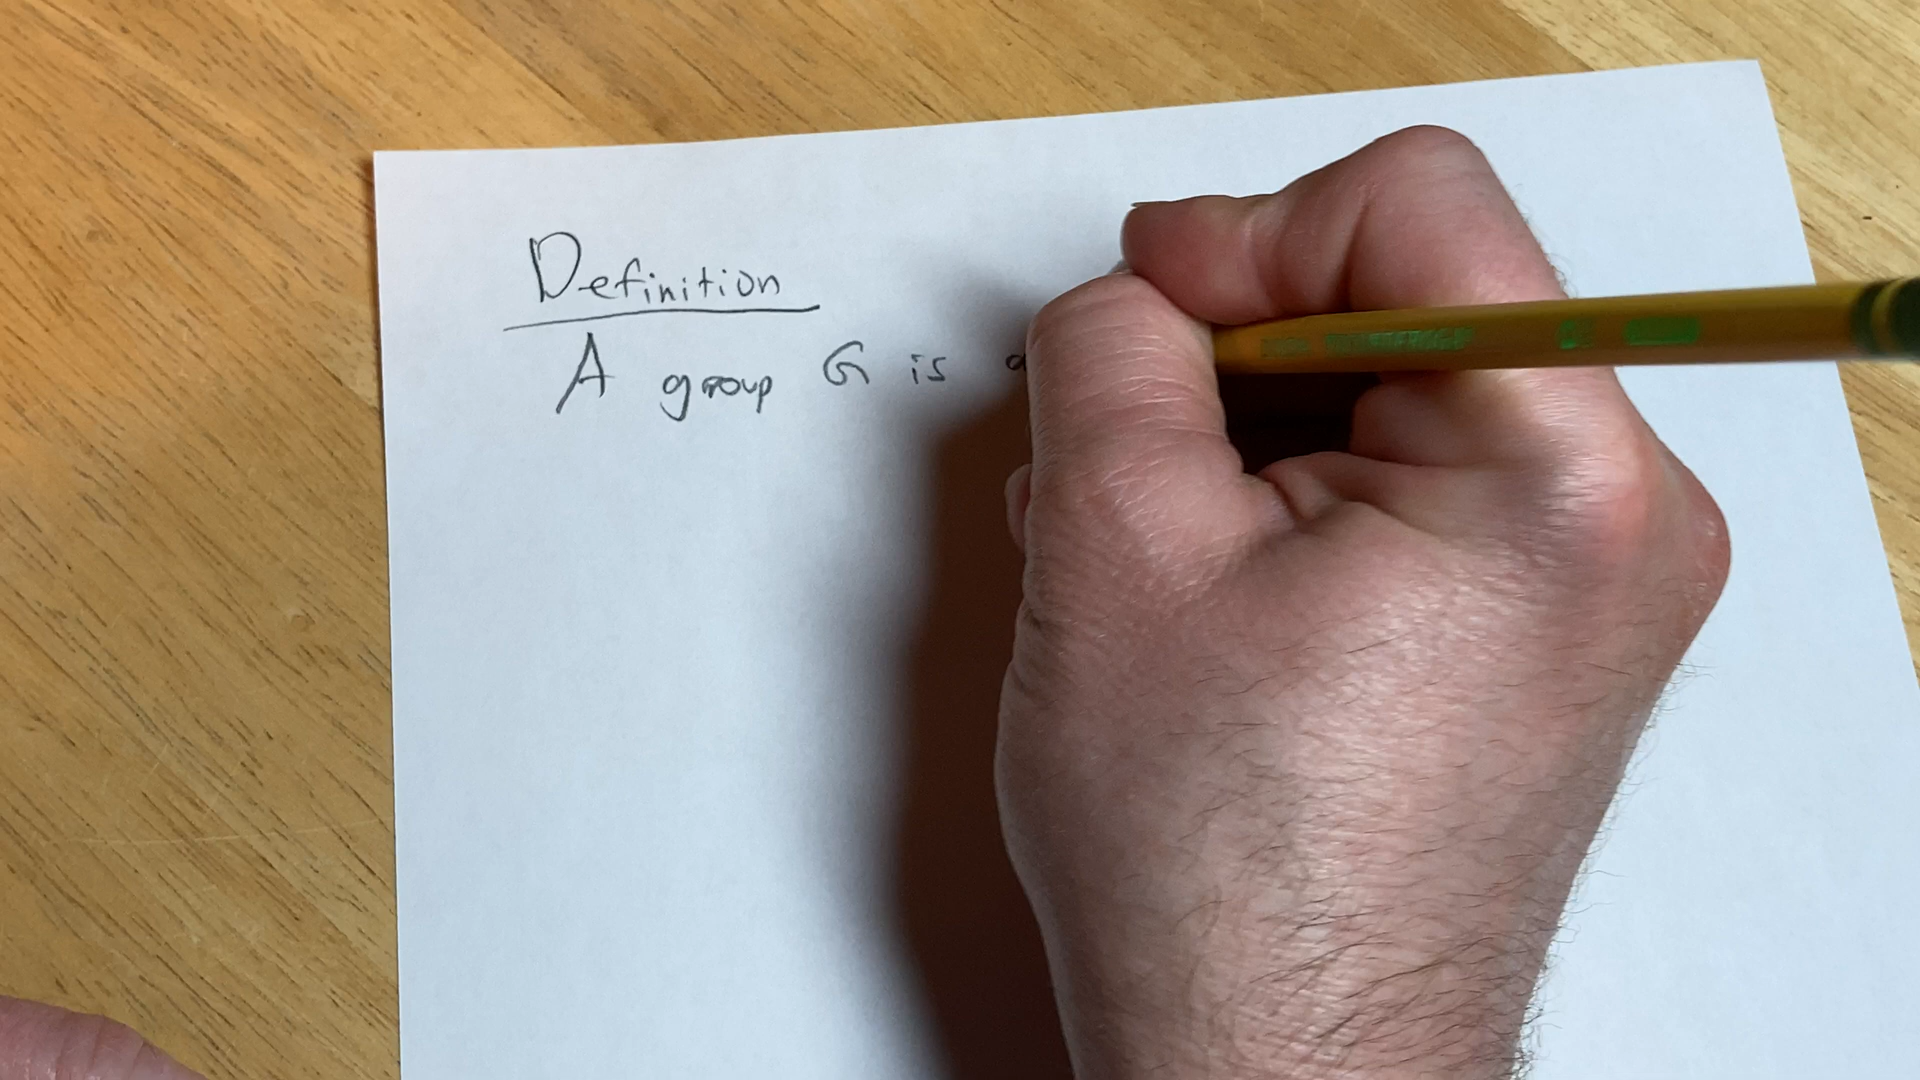 Definition
A group G is a